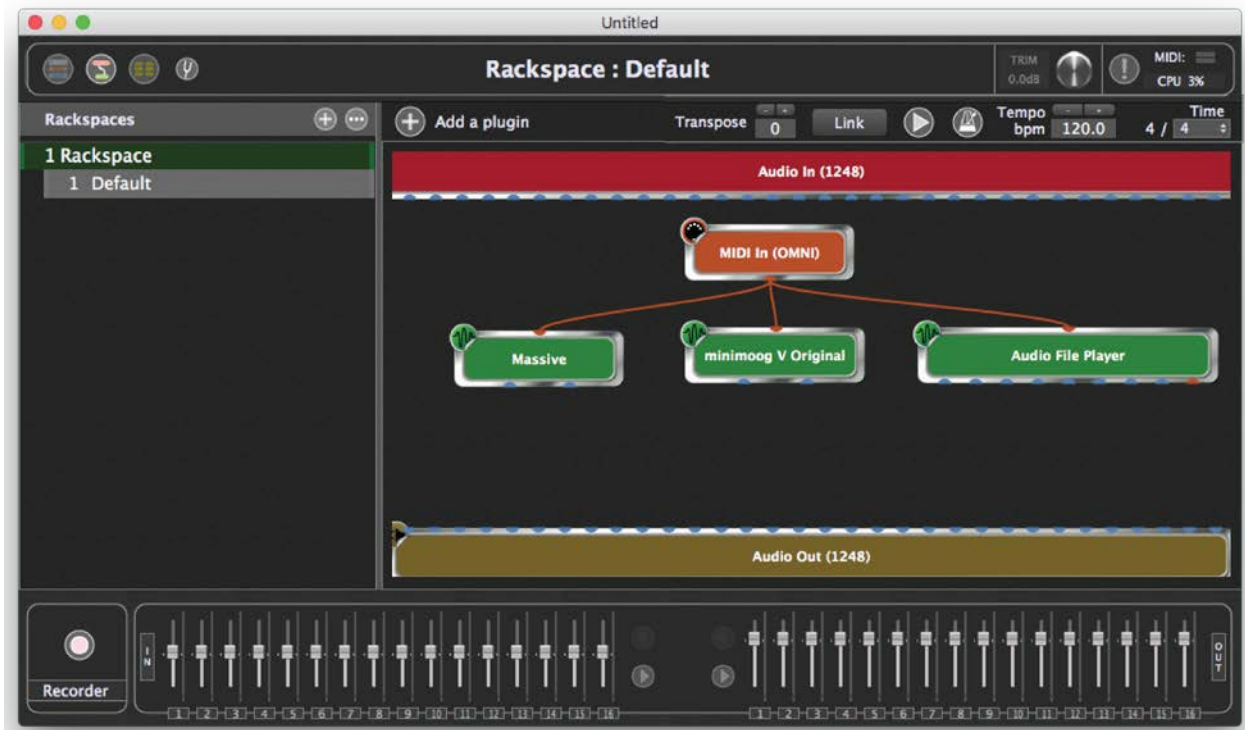 Untitled
Rackspace : Default
TRIM
0.0dB
MIDI:
CPU 3%
Rackspaces
Add a plugin
Transpose
0
Link
Tempo
bpm
120.0
Time
4 / 4
1 Rackspace
1 Default
Audio In (1248)
MIDI In (OMNI)
Massive
minimoog V Original
Audio File Player
Audio Out (1248)
Recorder
IN
1 2 3 4 5 6 7 8 9 10 11 12 13 14 15 16
1 2 3 4 5 6 7 8 9 10 11 12 13 14 15 16
OUT